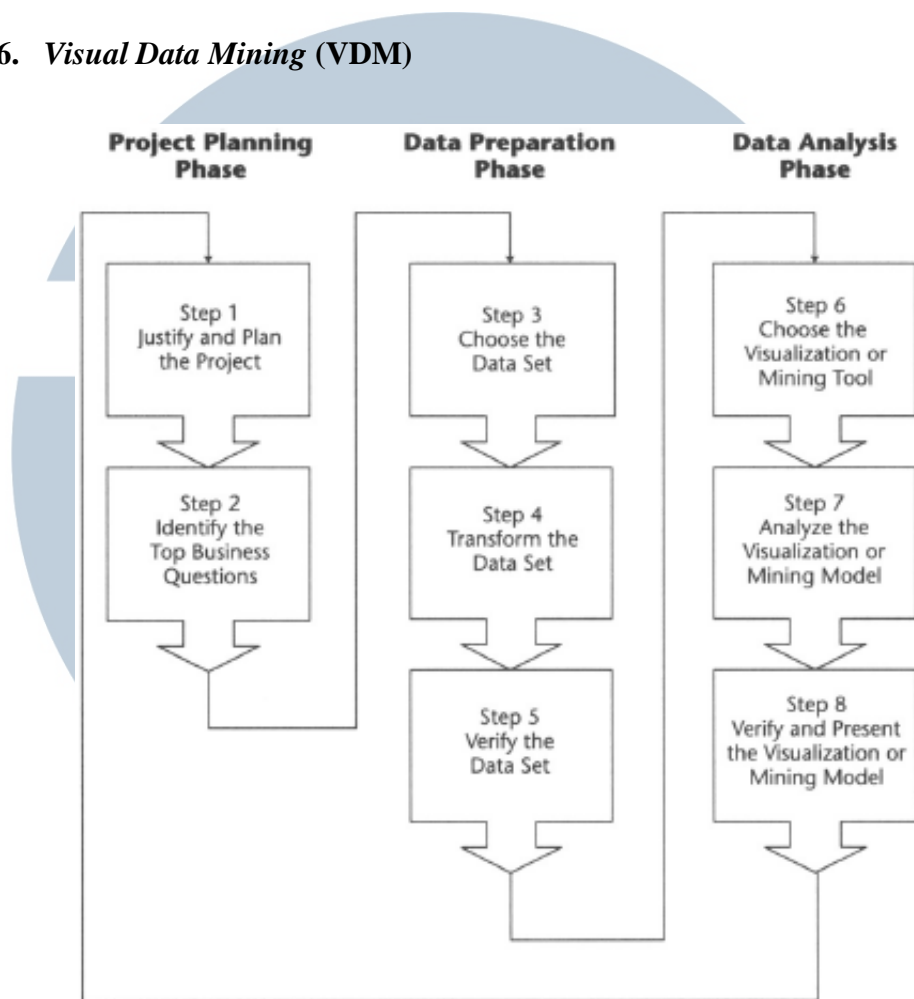 6. Visual Data Mining (VDM)
Project Planning
Phase
Step 1
Justify and Plan
the Project
Step 2
Identify the
Top Business
Questions
Data Preparation
Phase
Step 3
Choose the
Data Set
Step 4
Transform the
Data Set
Step 5
Verify the
Data Set
Data Analysis
Phase
Step 6
Choose the
Visualization or
Mining Tool
Step 7
Analyze the
Visualization or
Mining Model
Step 8
Verify and Present
the Visualization or
Mining Model